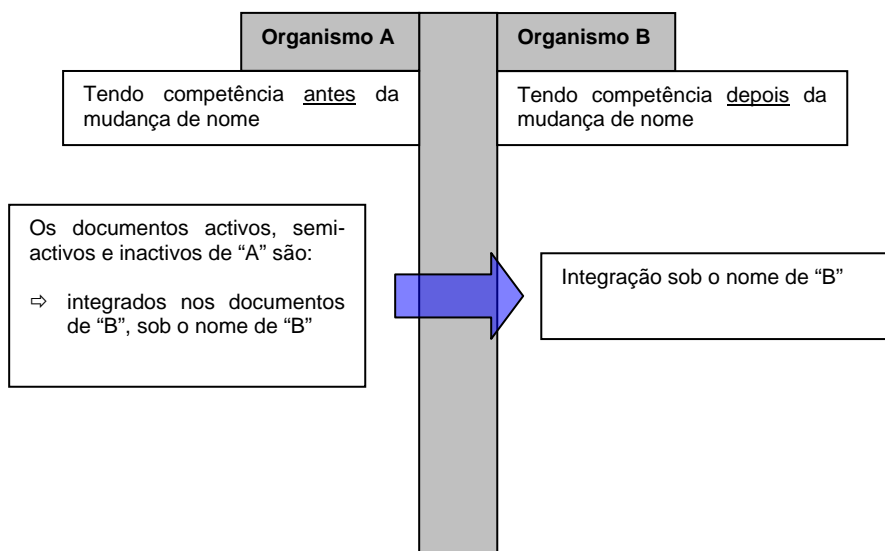 Organismo A
Organismo B
Tendo competência antes da
mudança de nome
Tendo competência depois da
mudança de nome
Os documentos activos, semi-
activos e inactivos de “A” são:
⇨ integrados nos documentos
de “B”, sob o nome de “B”
Integração sob o nome de “B”